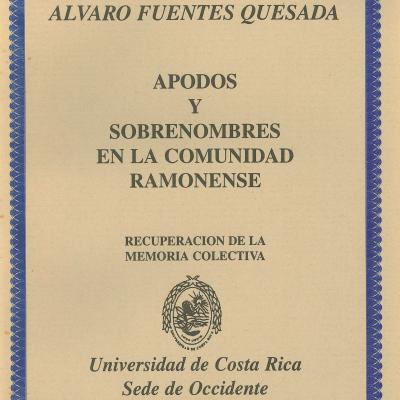 ALVARO FUENTES QUESADA
APODOS
Y
SOBRENOMBRES
EN LA COMUNIDAD
RAMONENSE
RECUPERACION DE LA
MEMORIA COLECTIVA
Universidad de Costa Rica
Sede de Occidente